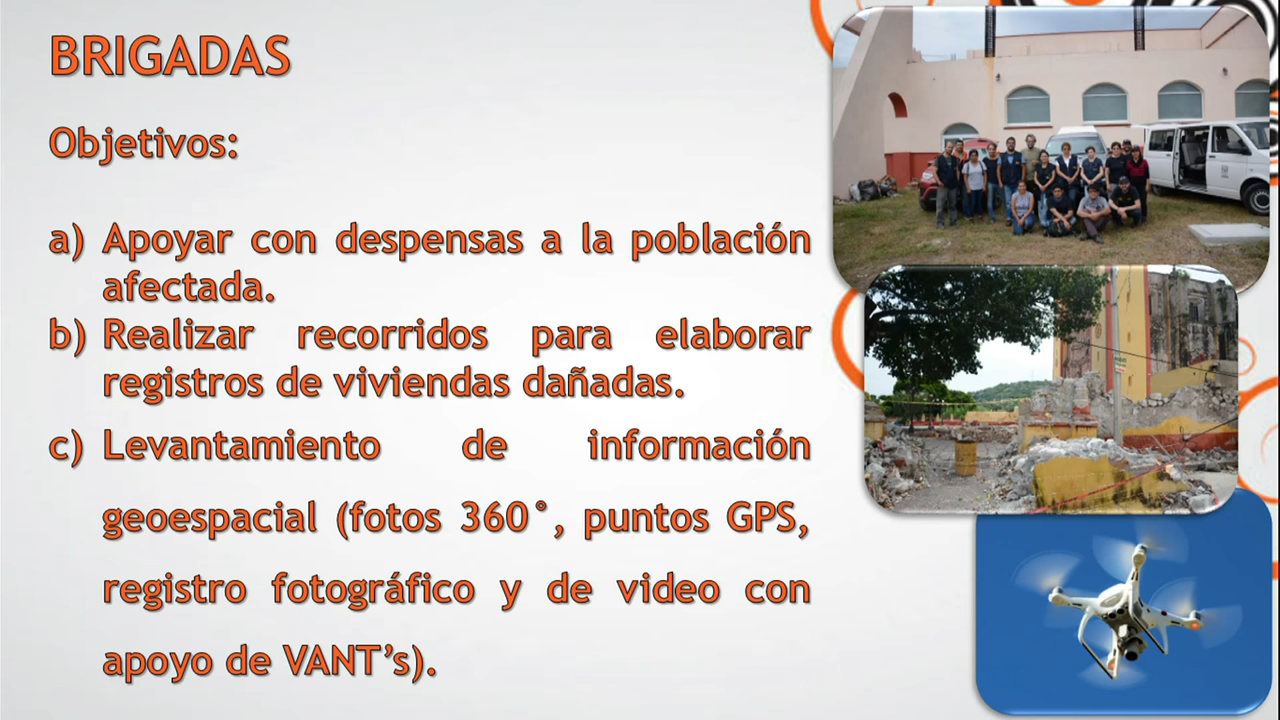 BRIGADAS
Objetivos:
a) Apoyar con despensas a la población
afectada.
b) Realizar recorridos para elaborar
registros de viviendas dañadas.
c) Levantamiento de información
geoespacial (fotos 360°, puntos GPS,
registro fotográfico y de video con
apoyo de VANT’s).